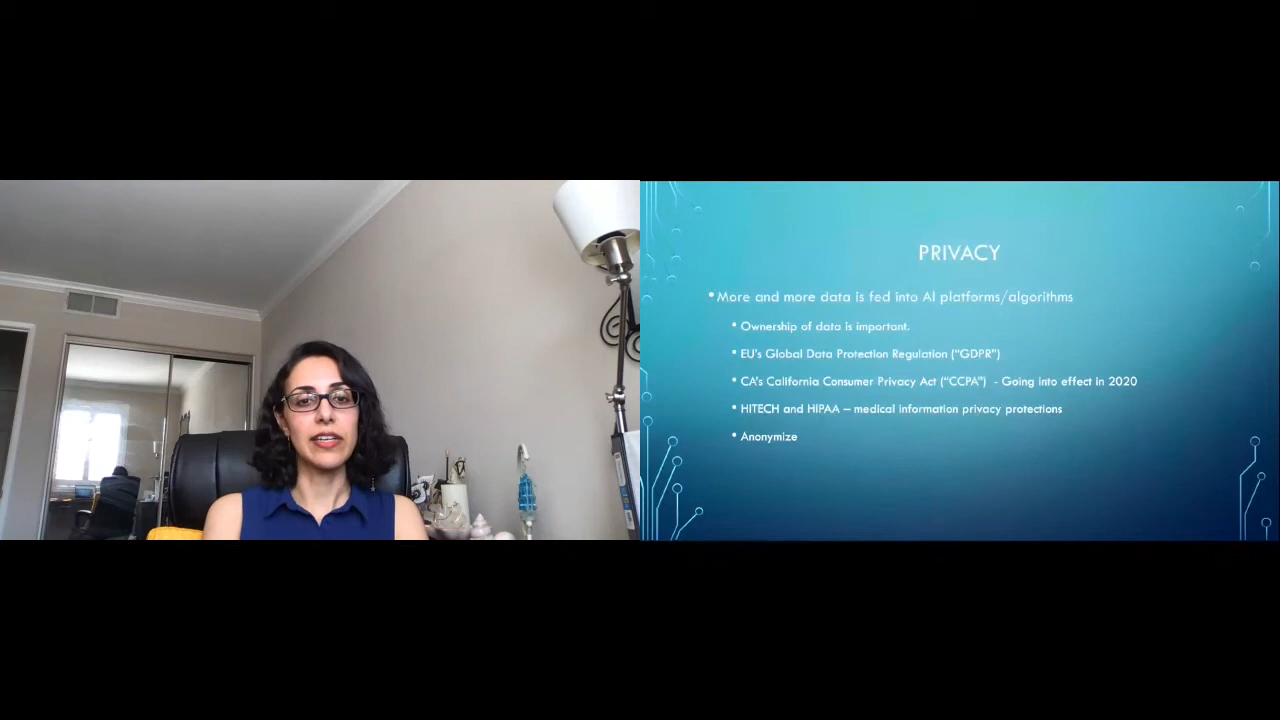 PRIVACY
•More and more data is fed into AI platforms/algorithms
• Ownership of data is important.
• EU's Global Data Protection Regulation ("GDPR")
• CA's California Consumer Privacy Act ("CCPA") - Going into effect in 2020
• HITECH and HIPAA – medical information privacy protections
• Anonymize